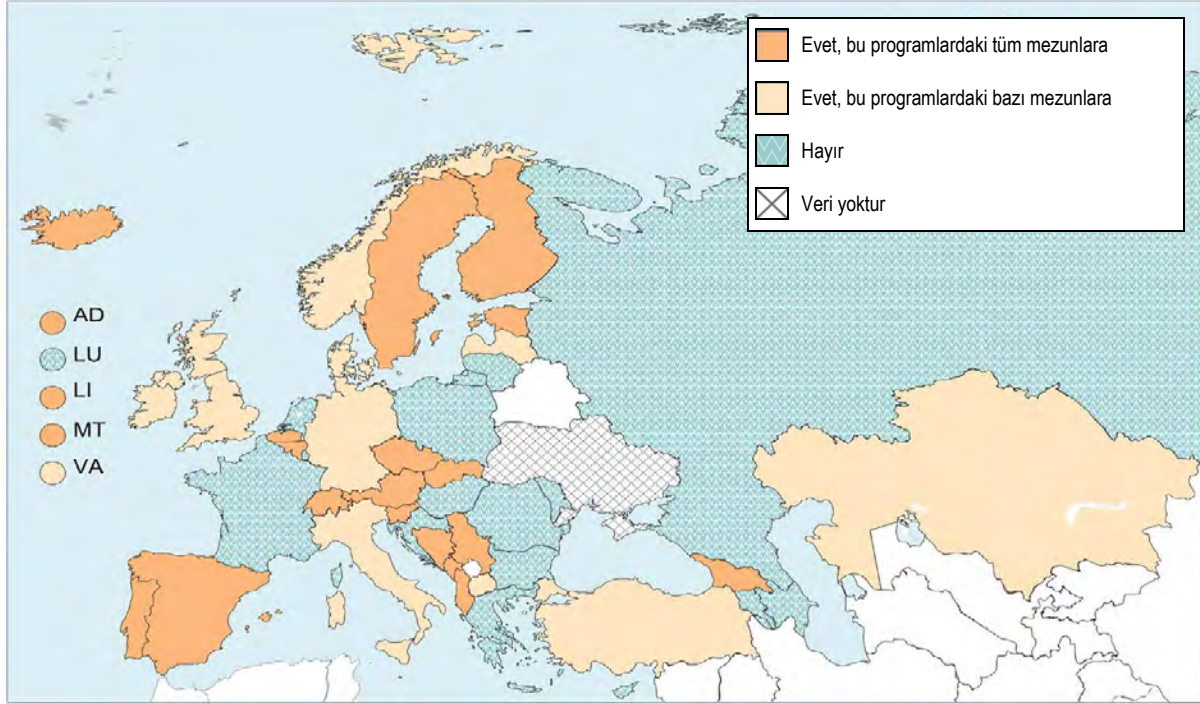 Evet, bu programlardaki tüm mezunlara
Evet, bu programlardaki bazı mezunlara
Hayır
Veri yoktur
AD
LU
LI
MT
VA